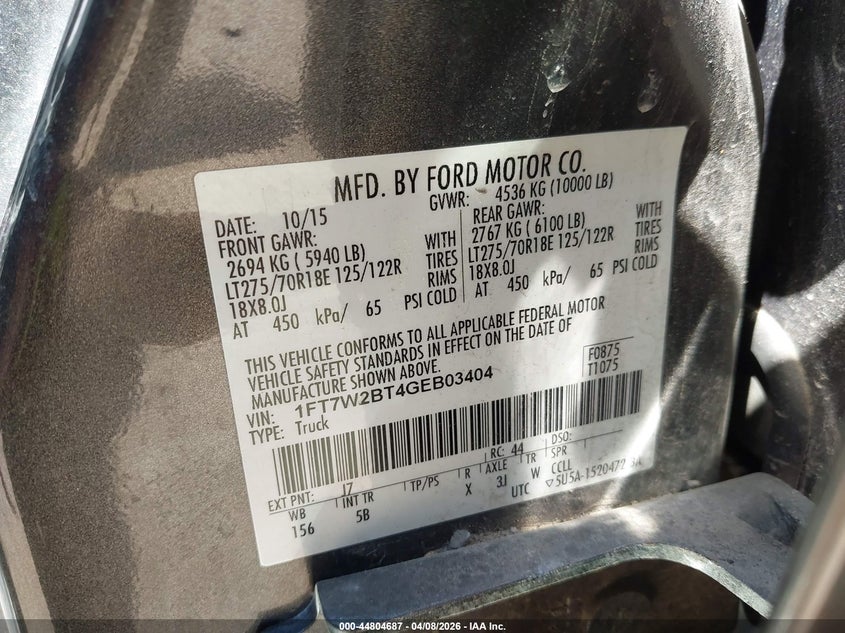 MFD. BY FORD MOTOR CO.
DATE: 10/15 GVWR: 4536 KG (10000 LB)
FRONT GAWR: REAR GAWR:
2694 KG ( 5940 LB) WITH 2767 KG ( 6100 LB) WITH
LT275/70R18E 125/122R TIRES LT275/70R18E 125/122R TIRES
18X8.0J RIMS 18X8.0J RIMS
AT 450 kPa/ 65 PSI COLD AT 450 kPa/ 65 PSI COLD
THIS VEHICLE CONFORMS TO ALL APPLICABLE FEDERAL MOTOR
VEHICLE SAFETY STANDARDS IN EFFECT ON THE DATE OF
MANUFACTURE SHOWN ABOVE.
F0875
T1075
VIN: 1FT7W2BT4GEB03404
TYPE: Truck
EXT PNT: J7 RC: 44 DSO:
WB INT TR TP/PS R AXLE TR SPR
156 5B X 3J W CCLL
UTC ▽5U5A-1520472
000-44804687 - 04/08/2026 - IAA Inc.